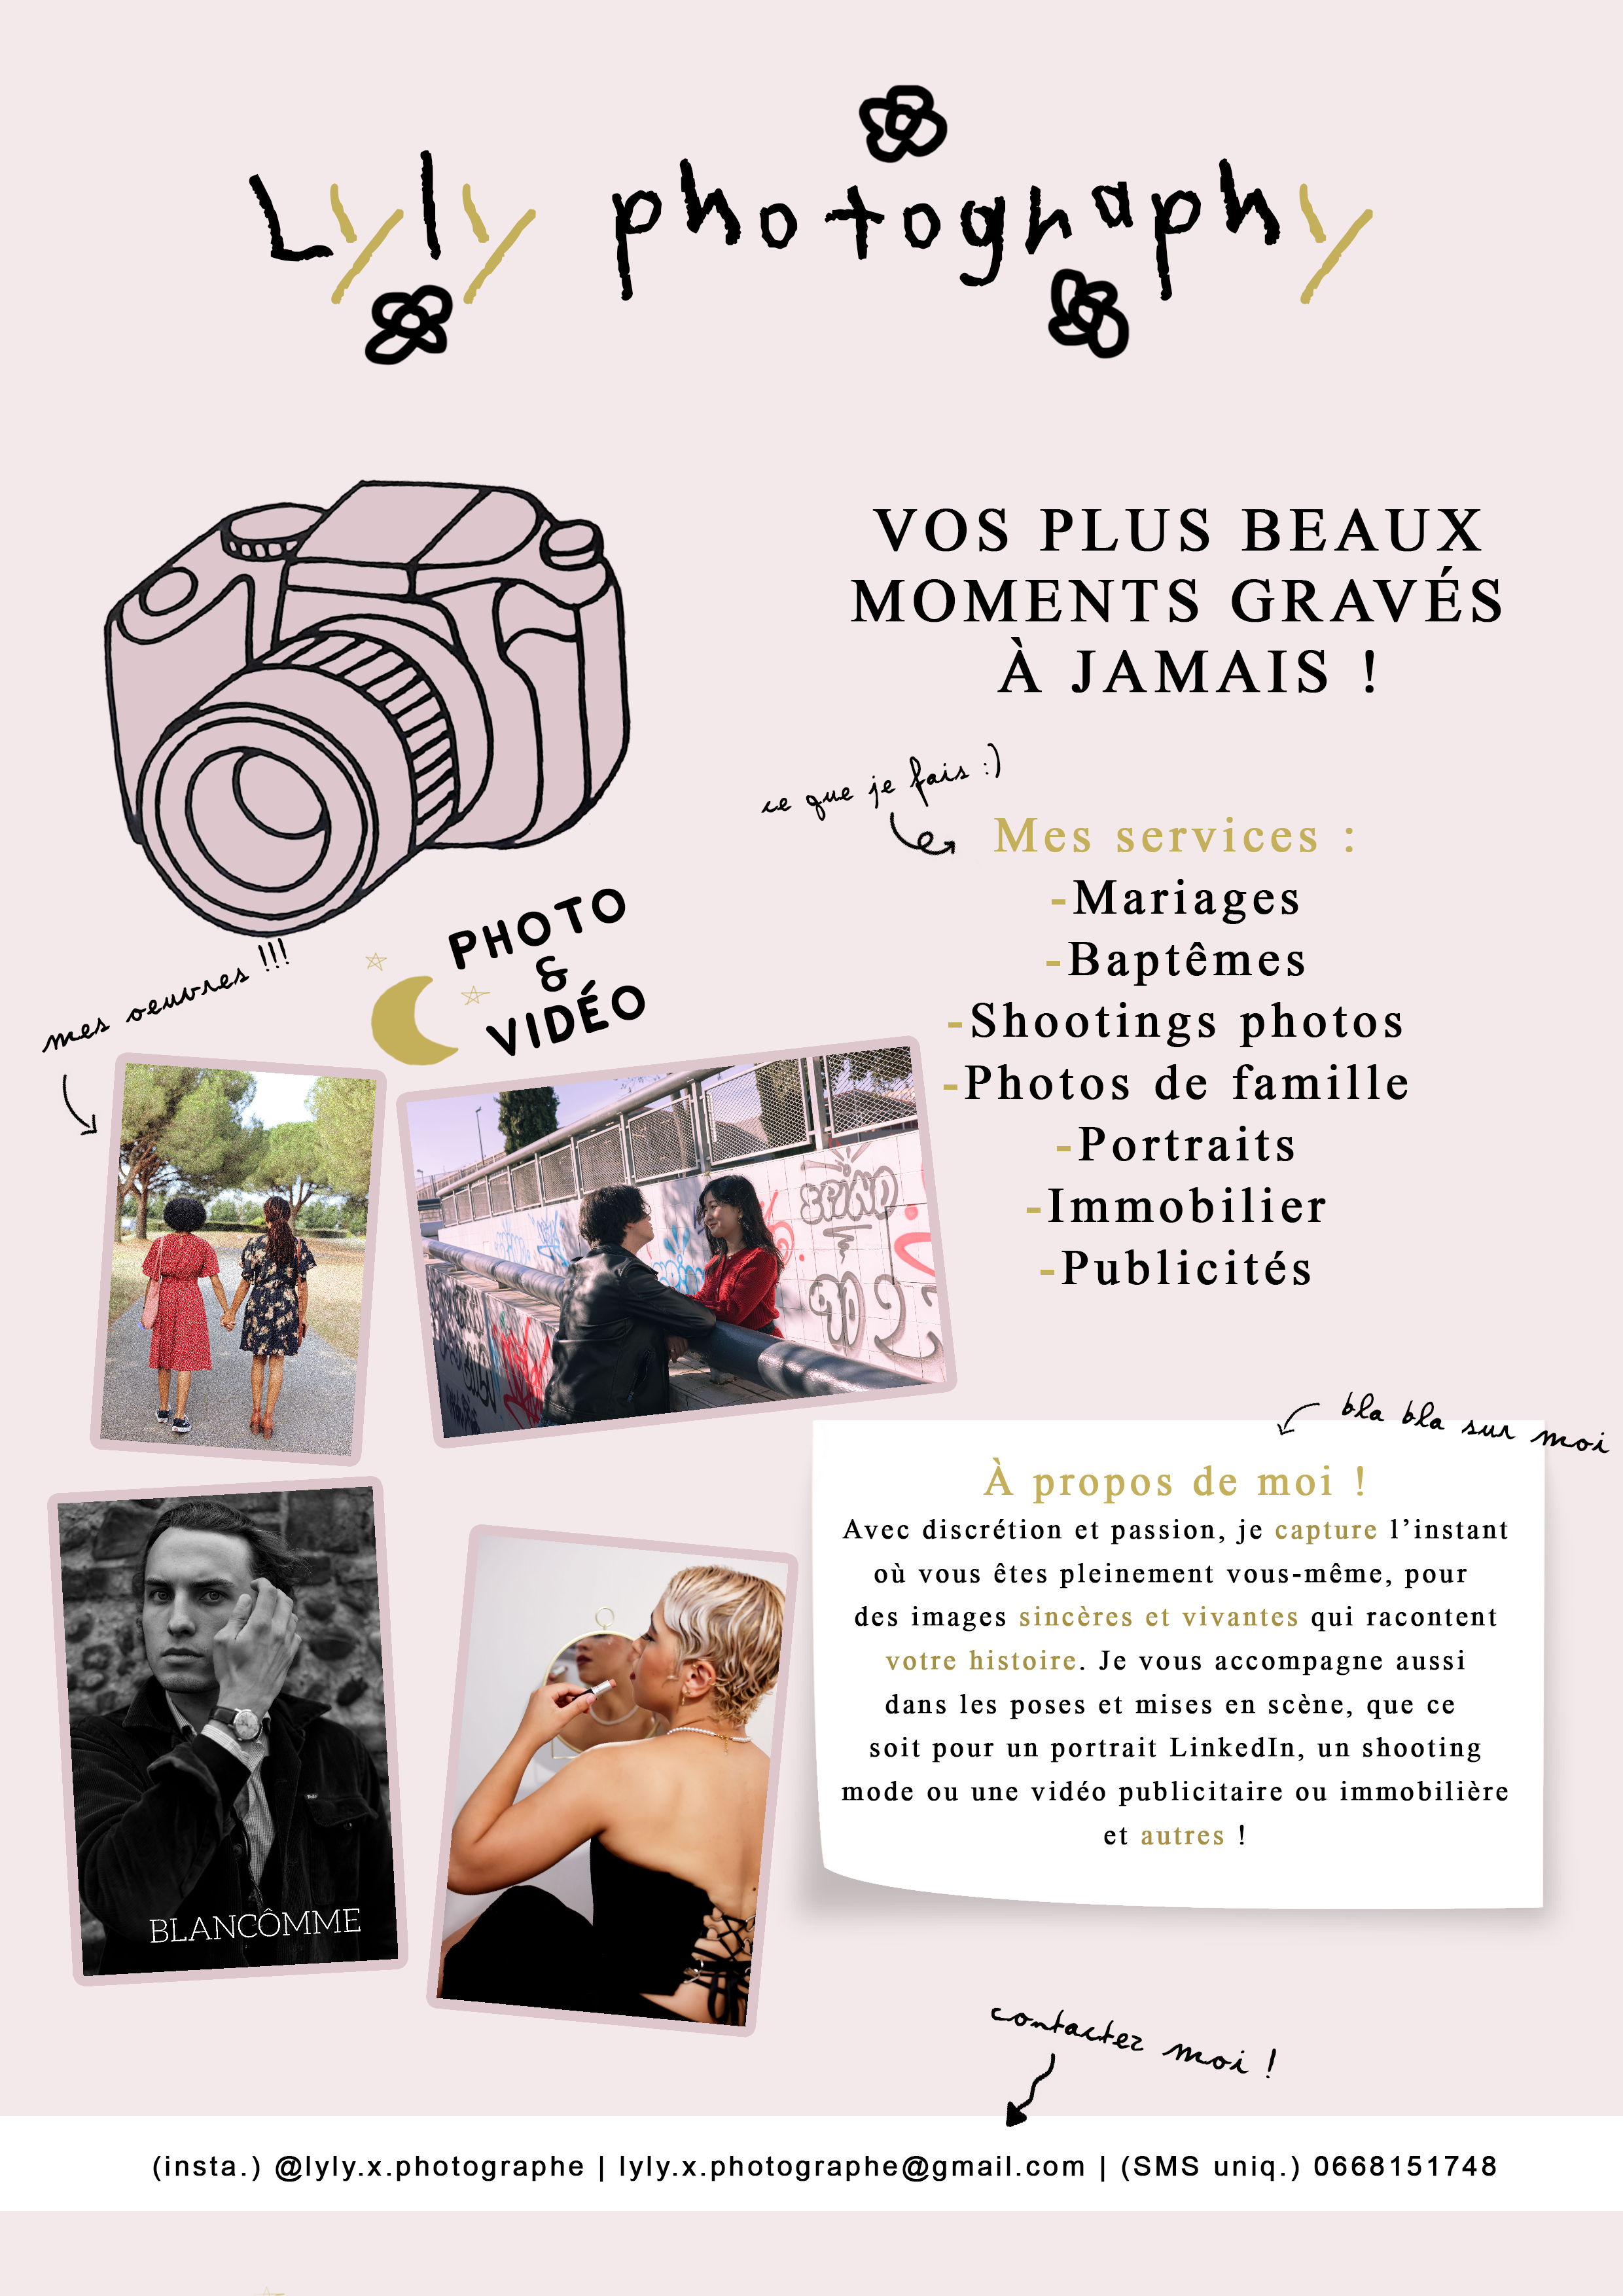 Lyly photography
VOS PLUS BEAUX
MOMENTS GRAVÉS
À JAMAIS !
ce que je fais :)
Mes services :
-Mariages
-Baptêmes
-Shootings photos
-Photos de famille
-Portraits
-Immobilier
-Publicités
PHOTO
&
VIDÉO
mes oeuvres !!!
BLANCÔMME
bla bla sur moi
À propos de moi !
Avec discrétion et passion, je capture l’instant
où vous êtes pleinement vous-même, pour
des images sincères et vivantes qui racontent
votre histoire. Je vous accompagne aussi
dans les poses et mises en scène, que ce
soit pour un portrait LinkedIn, un shooting
mode ou une vidéo publicitaire ou immobilière
et autres !
contactez moi !
(insta.) @lyly.x.photographe | lyly.x.photographe@gmail.com | (SMS uniq.) 0668151748